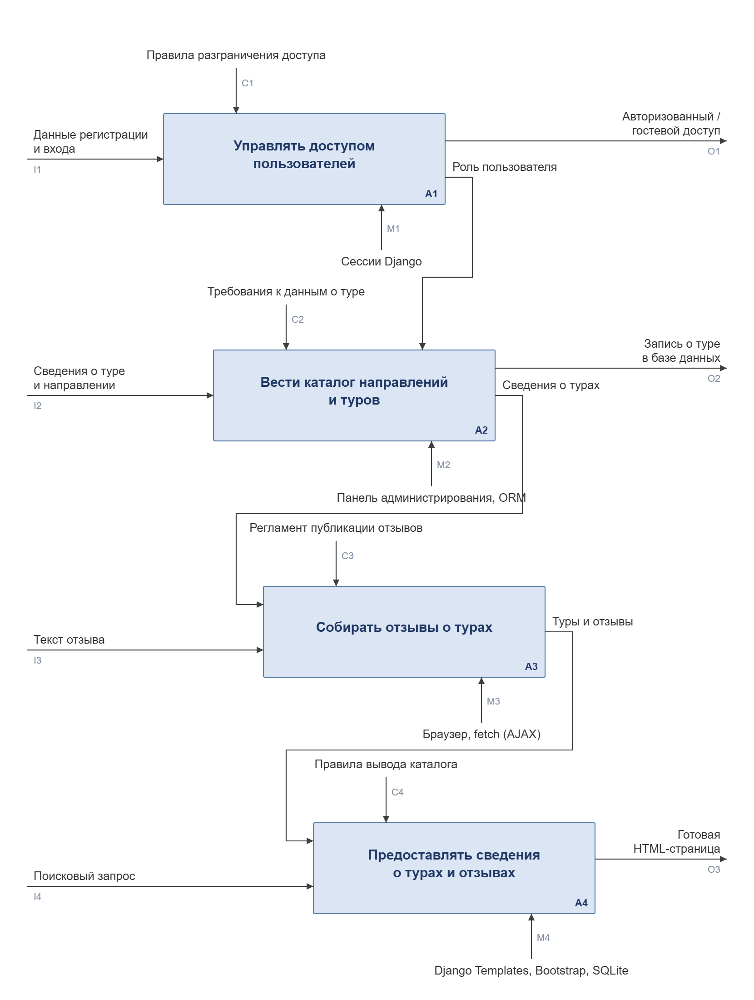 Правила разграничения доступа
C1
Данные регистрации
и входа
I1
Управлять доступом
пользователей
A1
Авторизованный /
гостевой доступ
O1
Роль пользователя
M1
Сессии Django
Требования к данным о туре
C2
Сведения о туре
и направлении
I2
Вести каталог направлений
и туров
A2
Запись о туре
в базе данных
O2
Сведения о турах
M2
Панель администрирования, ORM
Регламент публикации отзывов
C3
Собирать отзывы о турах
A3
Туры и отзывы
Текст отзыва
I3
M3
Браузер, fetch (AJAX)
Правила вывода каталога
C4
Предоставлять сведения
о турах и отзывах
A4
Готовая
HTML-страница
O3
Поисковый запрос
I4
M4
Django Templates, Bootstrap, SQLite